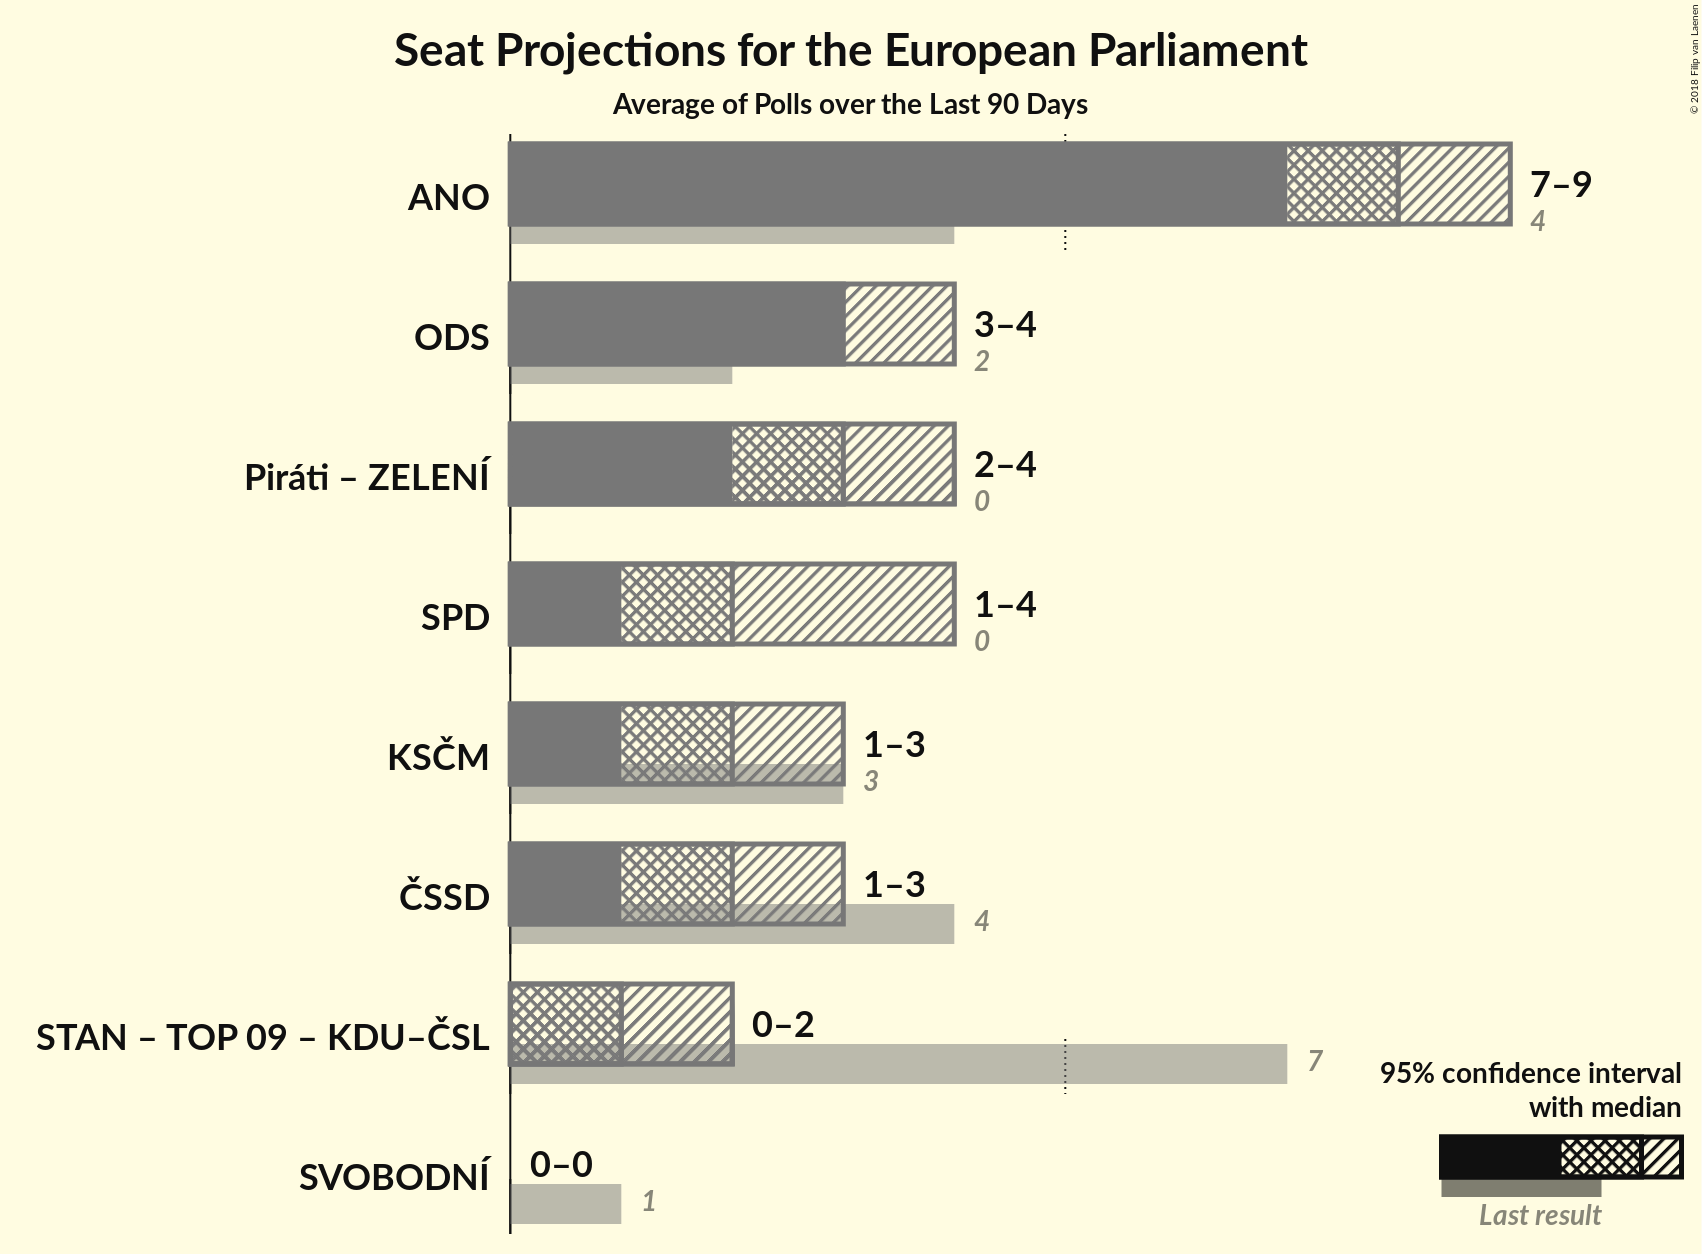 Seat Projections for the European Parliament
Average of Polls over the Last 90 Days
© 2018 Filip van Laenen
ANO
7–9
4
ODS
3–4
2
Piráti – ZELENÍ
2–4
0
SPD
1–4
0
KSČM
1–3
3
ČSSD
1–3
4
STAN – TOP 09 – KDU–ČSL
0–2
7
SVOBODNÍ
0–0
1
95% confidence interval
with median
Last result